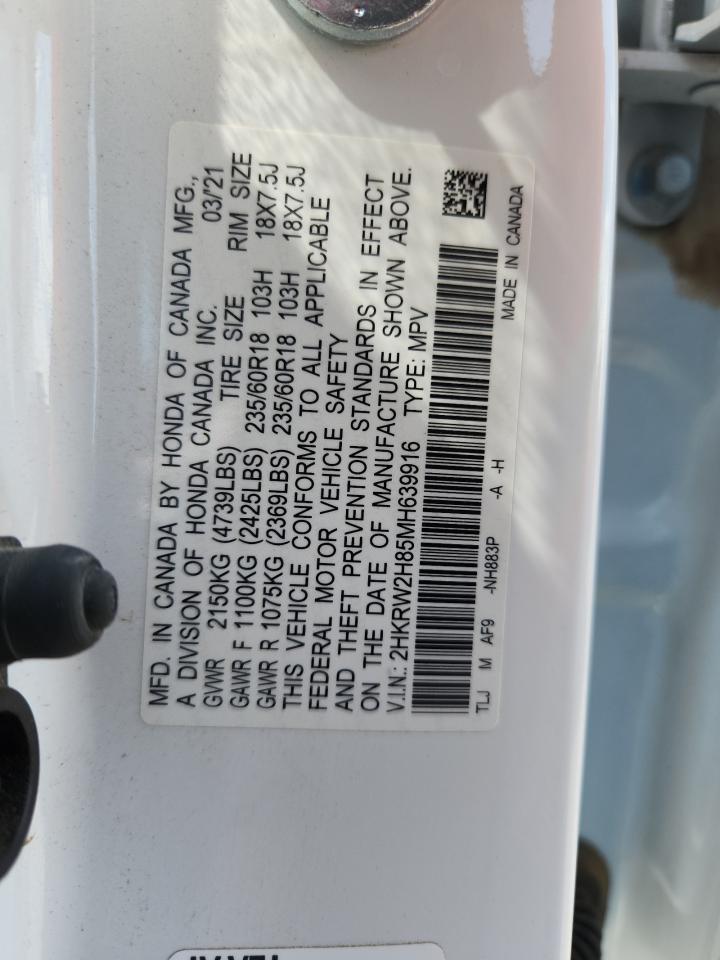 MFD. IN CANADA BY HONDA OF CANADA MFG.,
A DIVISION OF HONDA CANADA INC. 03/'21
GVWR 2150KG (4739LBS) TIRE SIZE RIM SIZE
GAWR F 1100KG (2425LBS) 235/60R18 103H 18X7.5J
GAWR R 1075KG (2369LBS) 235/60R18 103H 18X7.5J
THIS VEHICLE CONFORMS TO ALL APPLICABLE
FEDERAL MOTOR VEHICLE SAFETY
AND THEFT PREVENTION STANDARDS IN EFFECT
ON THE DATE OF MANUFACTURE SHOWN ABOVE.
V.I.N.: 2HKRW2H85MH639916 TYPE: MPV
TLJ M AF9 -NH883P -A -H MADE IN CANADA